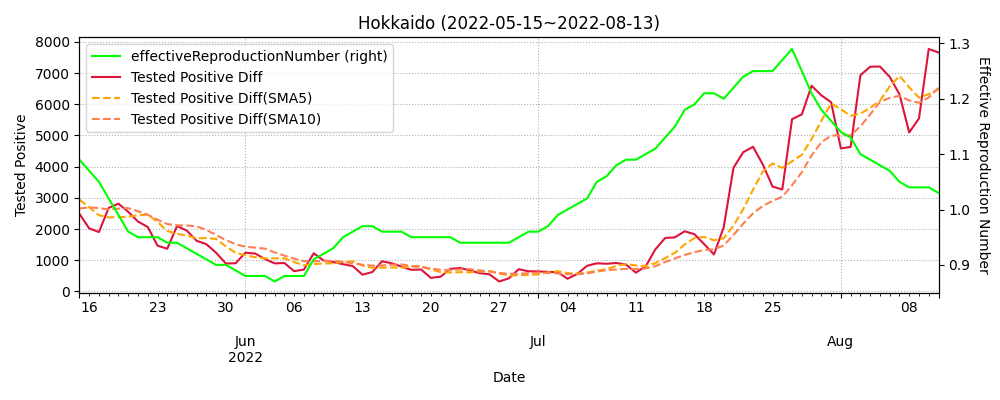 Hokkaido (2022-05-15~2022-08-13)
effectiveReproductionNumber (right)
Tested Positive Diff
Tested Positive Diff(SMA5)
Tested Positive Diff(SMA10)
Tested Positive
8000
7000
6000
5000
4000
3000
2000
1000
0
1.3
1.2
1.1
1.0
0.9
Effective Reproduction Number
16 23 30 06 13 20 27 04 11 18 25 08
Jun Jul Aug
2022
Date